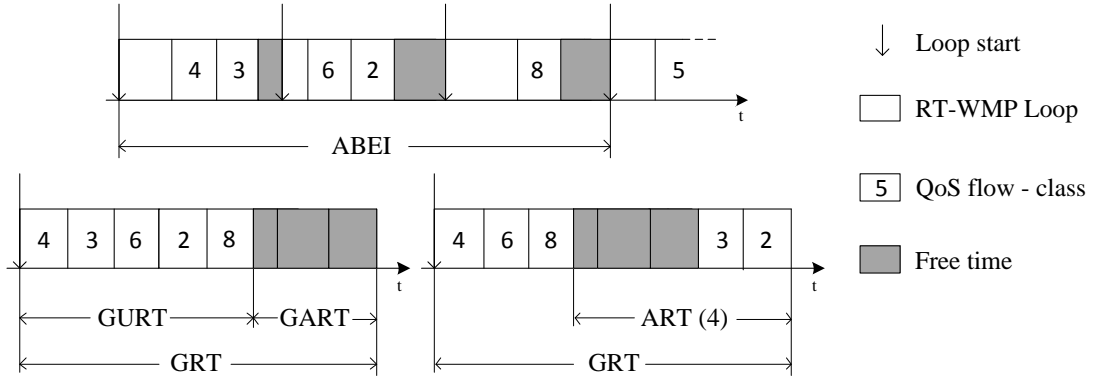 Loop start
4 3 6 2 8 5
t
RT-WMP Loop
ABEI
5 QoS flow - class
4 3 6 2 8
4 6 8 3 2
Free time
t
t
GURT GART
ART (4)
GRT
GRT